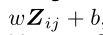 wZ_{ij} + b,